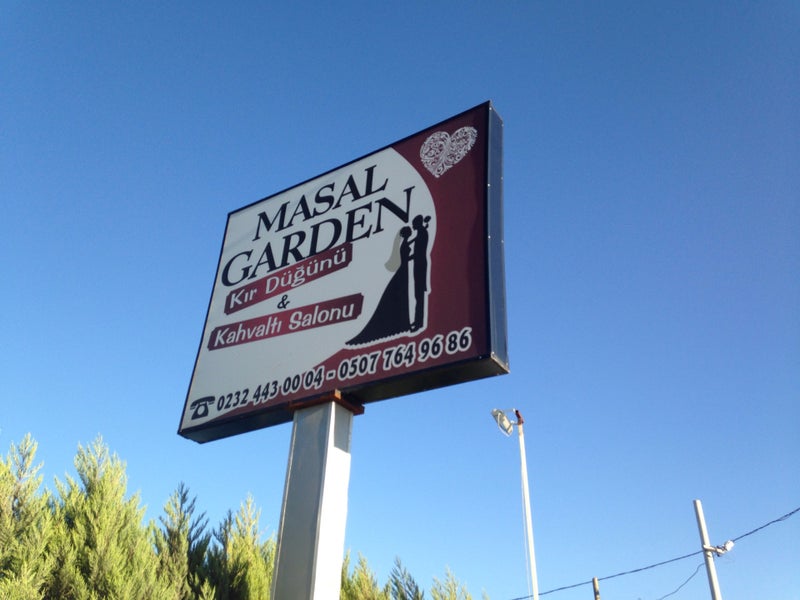 MASAL
GARDEN
Kır Düğünü
&
Kahvaltı Salonu
0232 443 00 04 - 0507 764 96 86